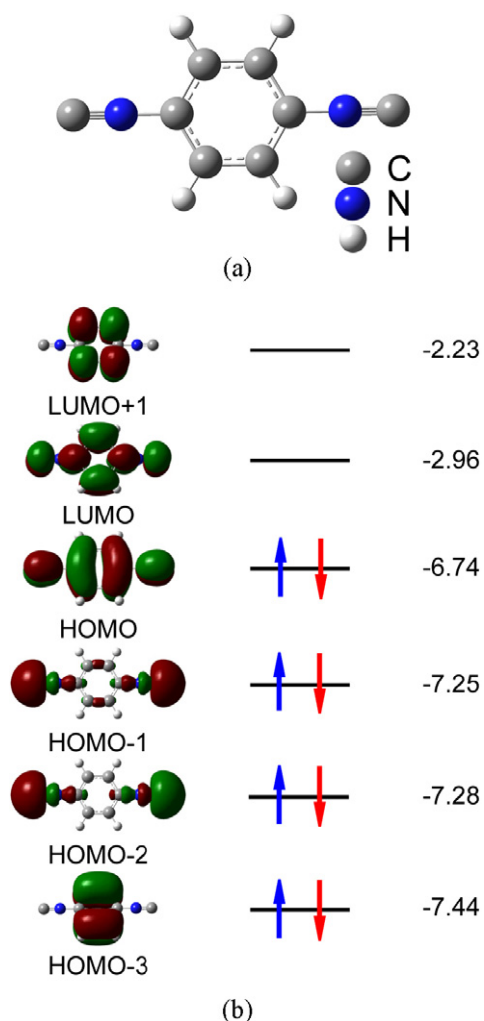 C
N
H
(a)
-2.23
LUMO+1
-2.96
LUMO
-6.74
HOMO
-7.25
HOMO-1
-7.28
HOMO-2
-7.44
HOMO-3
(b)